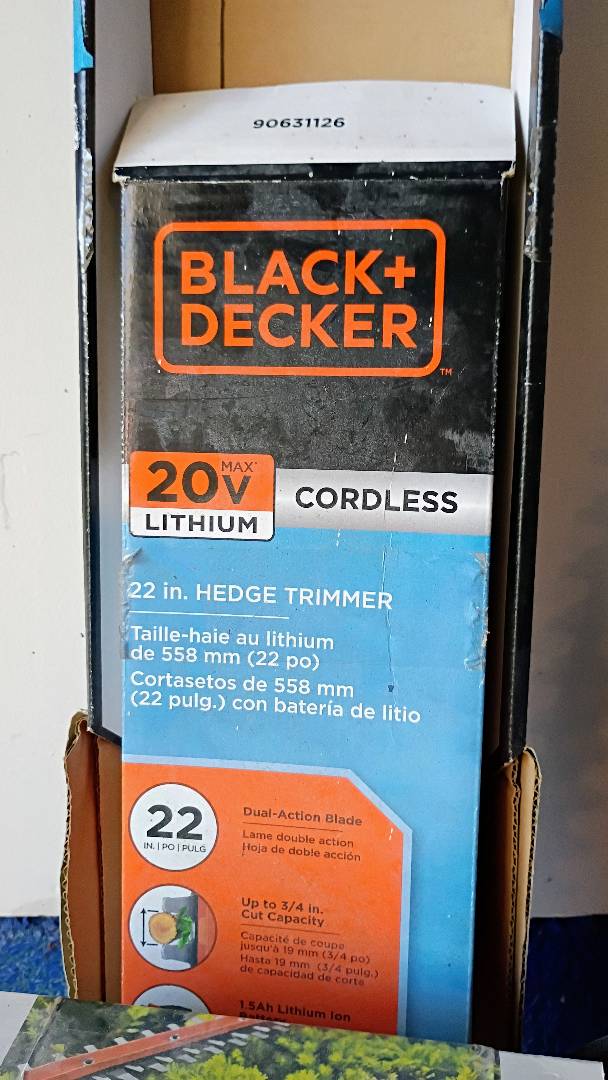 90631126
BLACK+
DECKER
TM
20V MAX*
LITHIUM
CORDLESS
22 in. HEDGE TRIMMER
Taille-haie au lithium
de 558 mm (22 po)
Cortasetos de 558 mm
(22 pulg.) con batería de litio
22
IN. | PO | PULG
Dual-Action Blade
Lame double action
Hoja de doble acción
Up to 3/4 in.
Cut Capacity
Capacité de coupe
jusqu'à 19 mm (3/4 po)
Hasta 19 mm (3/4 pulg.)
de capacidad de corte
1.5Ah Lithium Ion